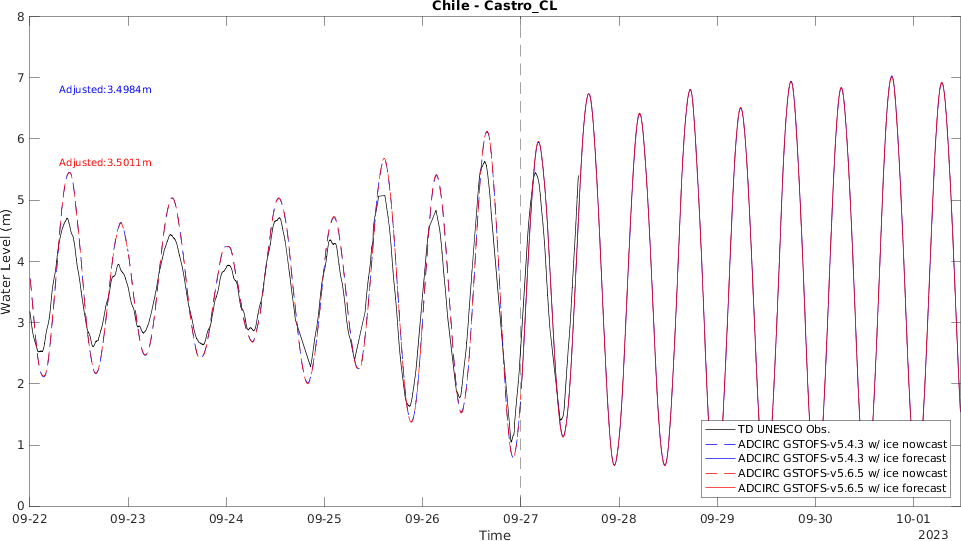 Chile - Castro_CL
8
7
6
5
4
3
2
1
0
Water Level (m)
Adjusted:3.4984m
Adjusted:3.5011m
TD UNESCO Obs.
ADCIRC GSTOFS-v5.4.3 w/ ice nowcast
ADCIRC GSTOFS-v5.4.3 w/ ice forecast
ADCIRC GSTOFS-v5.6.5 w/ ice nowcast
ADCIRC GSTOFS-v5.6.5 w/ ice forecast
09-22 09-23 09-24 09-25 09-26 09-27 09-28 09-29 09-30 10-01
Time
2023